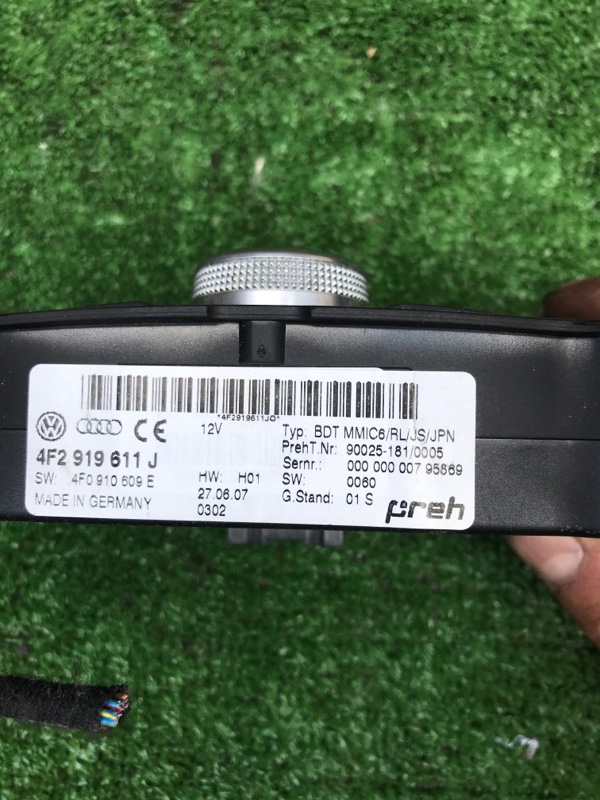 *4F2919611JO*
12V
Typ: BDT MMIC6/RL/JS/JPN
4F2 919 611 J
PrehT.Nr: 90025-181/0005
Sernr.: 000 000 007 95869
SW: 4F0 910 609 E
HW: H01
SW: 0060
MADE IN GERMANY
27.06.07
G.Stand: 01 S
0302
preh